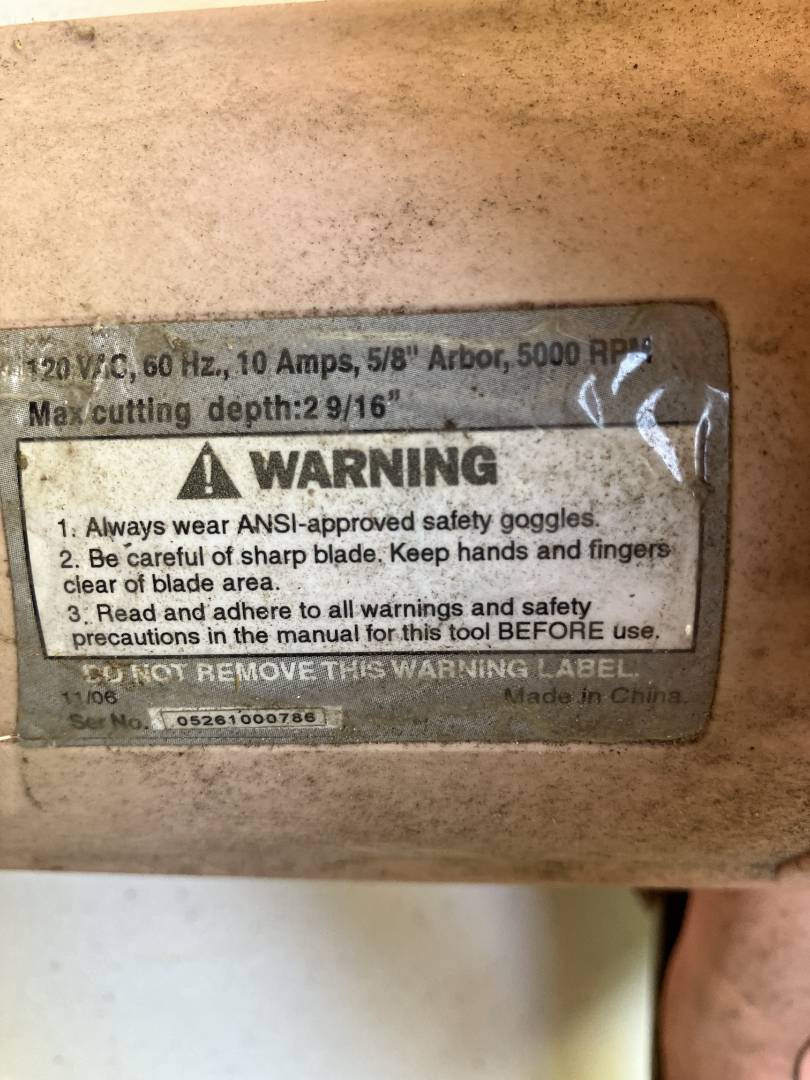 120 VAC, 60 Hz., 10 Amps, 5/8" Arbor, 5000 RPM
Max cutting depth:2 9/16"
WARNING
1. Always wear ANSI-approved safety goggles.
2. Be careful of sharp blade. Keep hands and fingers
clear of blade area.
3. Read and adhere to all warnings and safety
precautions in the manual for this tool BEFORE use.
DO NOT REMOVE THIS WARNING LABEL.
11/06 Made in China.
Ser No. 05261000786